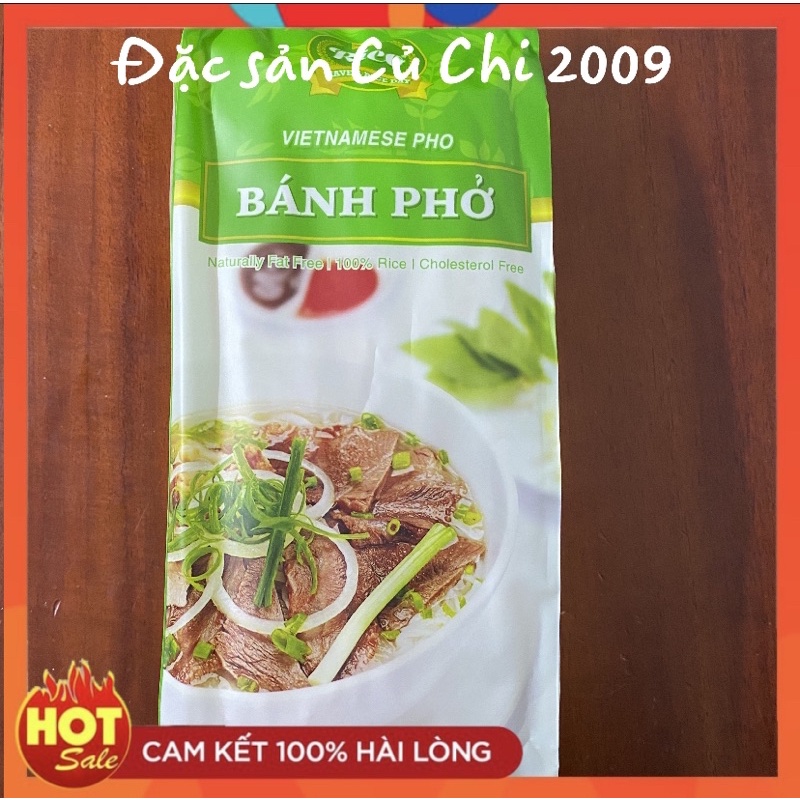 Đặc sản Củ Chi 2009
Rice
VIETNAMESE PHO
BÁNH PHỞ
Naturally Fat Free | 100% Rice | Cholesterol Free
HOT
Sale
CAM KẾT 100% HÀI LÒNG